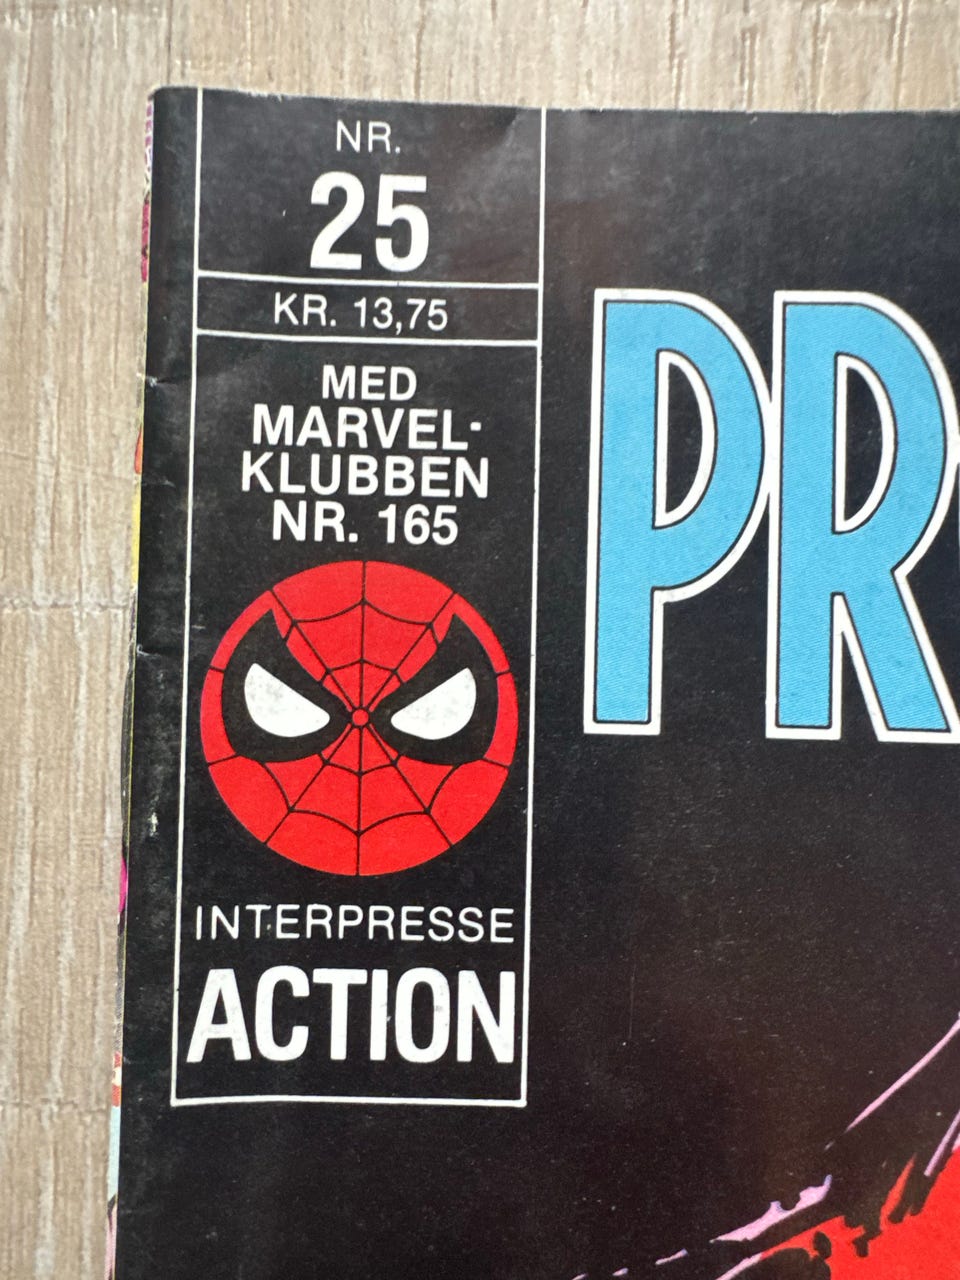 NR.
25
KR. 13,75
MED
MARVEL-
KLUBBEN
NR. 165
INTERPRESSE
ACTION
PR